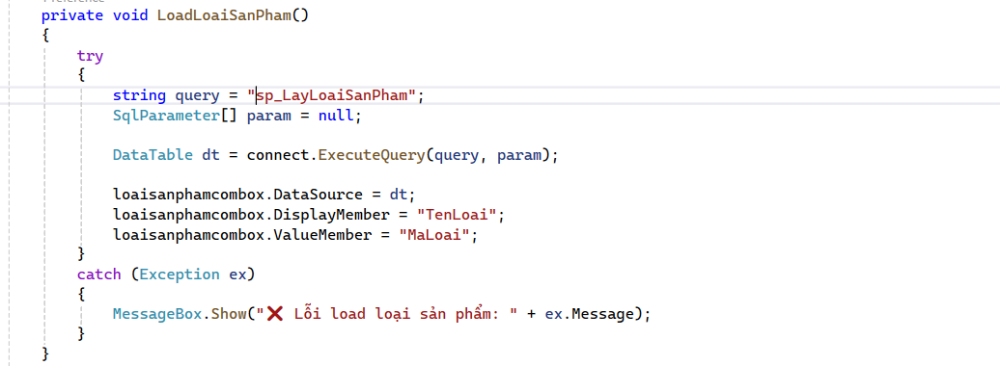 private void LoadLoaiSanPham()
{
try
{
string query = "sp_LayLoaiSanPham";
SqlParameter[] param = null;
DataTable dt = connect.ExecuteQuery(query, param);
loaisanphamcombox.DataSource = dt;
loaisanphamcombox.DisplayMember = "TenLoai";
loaisanphamcombox.ValueMember = "MaLoai";
}
catch (Exception ex)
{
MessageBox.Show("❌ Lỗi load loại sản phẩm: " + ex.Message);
}
}